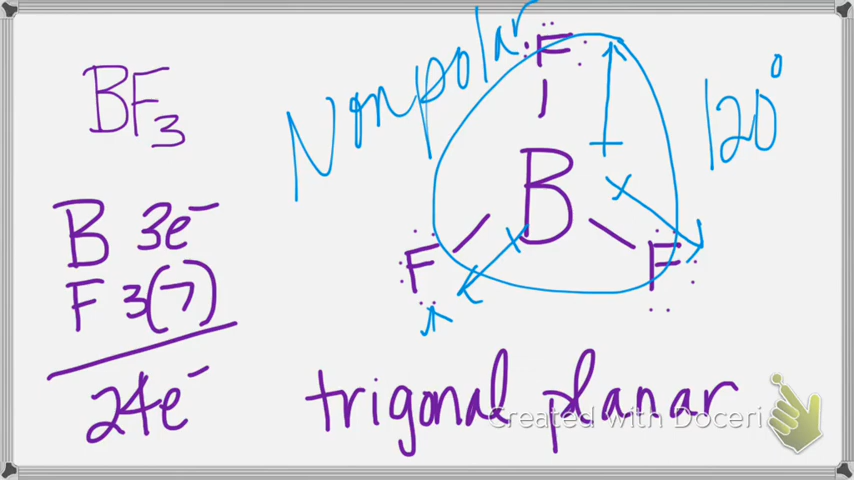 BF3
B 3e-
F 3(7)
24e-
Nonpolar
F
B
F
F
120°
trigonal planar
Created with Doceri